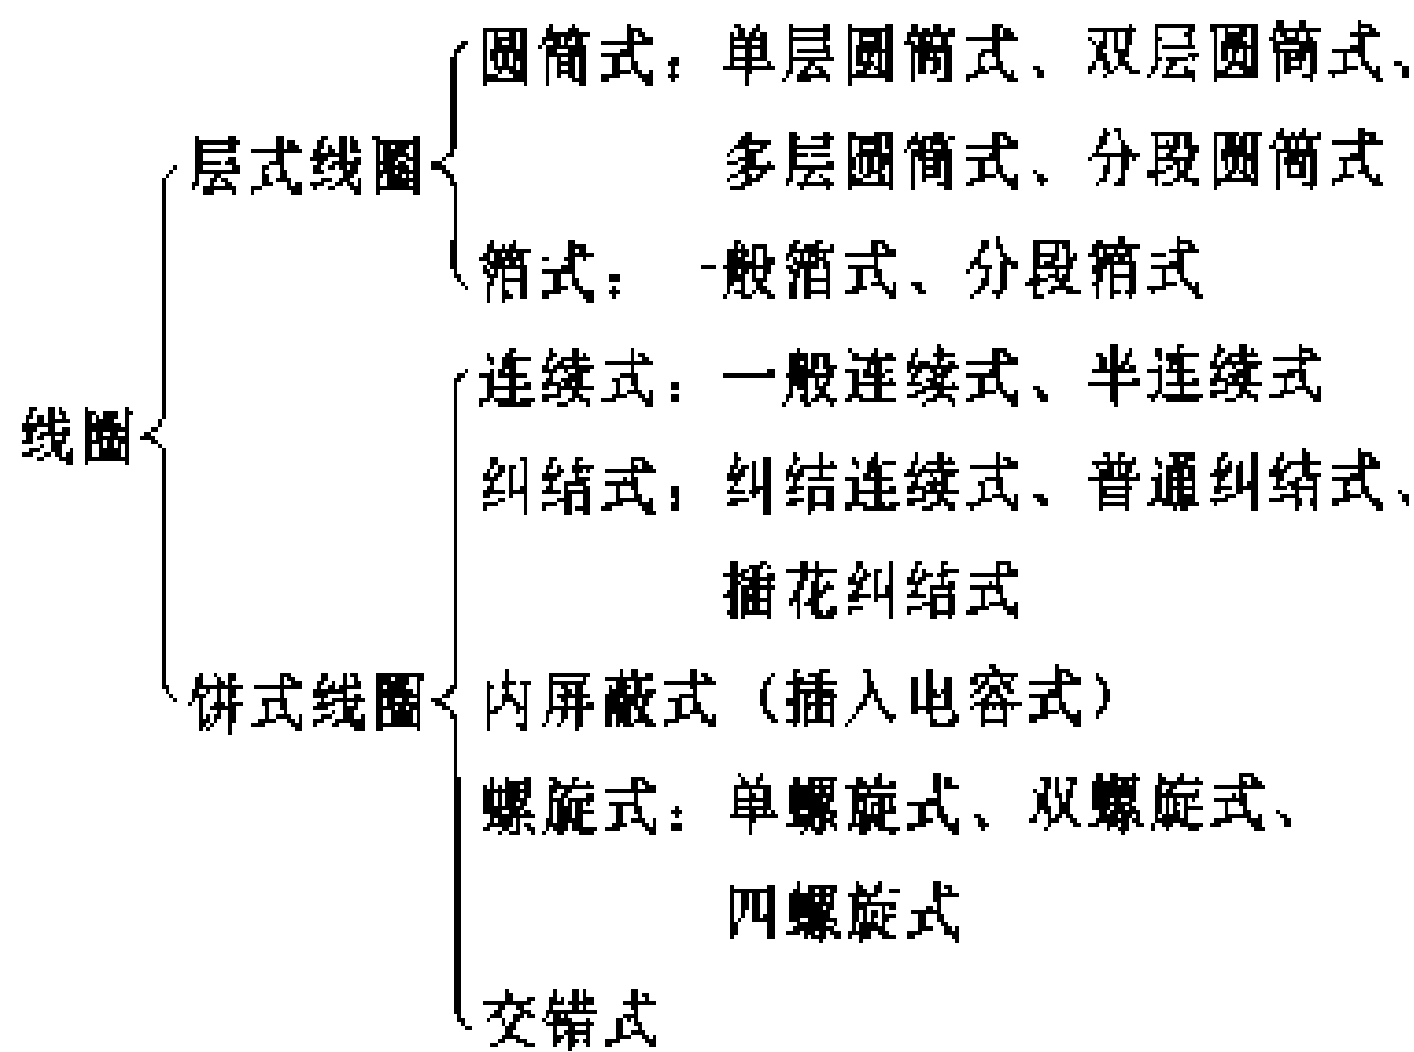 圆筒式：单层圆筒式、双层圆筒式、
层式线圈
多层圆筒式、分段圆筒式
箔式：一般箔式、分段箔式
连续式：一般连续式、半连续式
线圈
纠结式：纠结连续式、普通纠结式、
插花纠结式
饼式线圈
内屏蔽式（插入电容式）
螺旋式：单螺旋式、双螺旋式、
四螺旋式
交错式